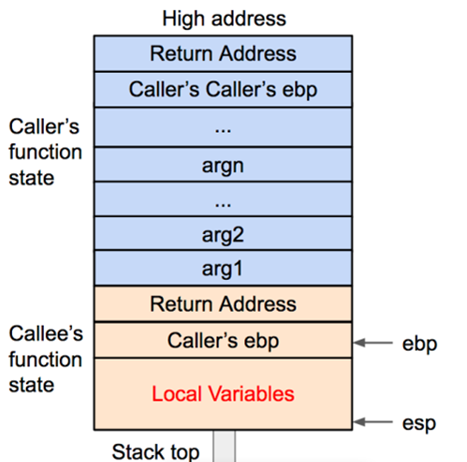 High address
Return Address
Caller's Caller's ebp
...
argn
...
arg2
arg1
Caller's
function
state
Return Address
Caller's ebp
Local Variables
Callee's
function
state
ebp
esp
Stack top